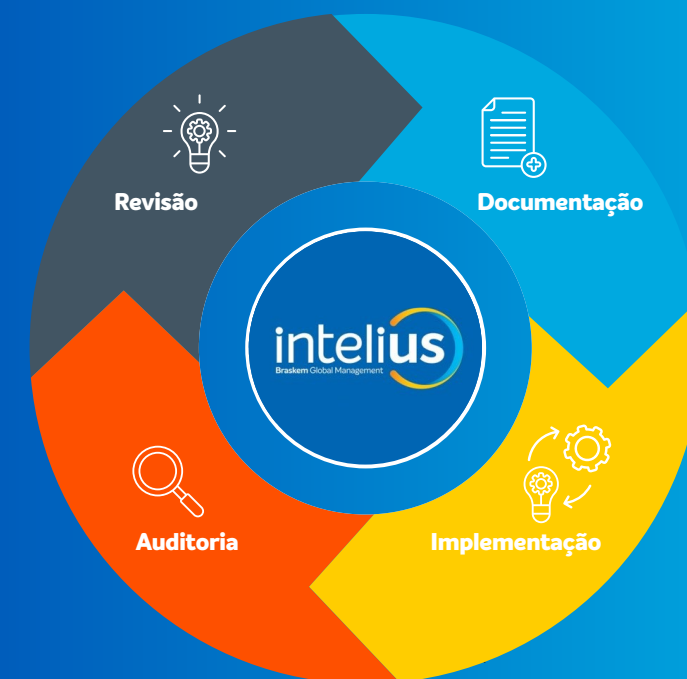 Revisão
Documentação
intelius
Braskem Global Management
Auditoria
Implementação